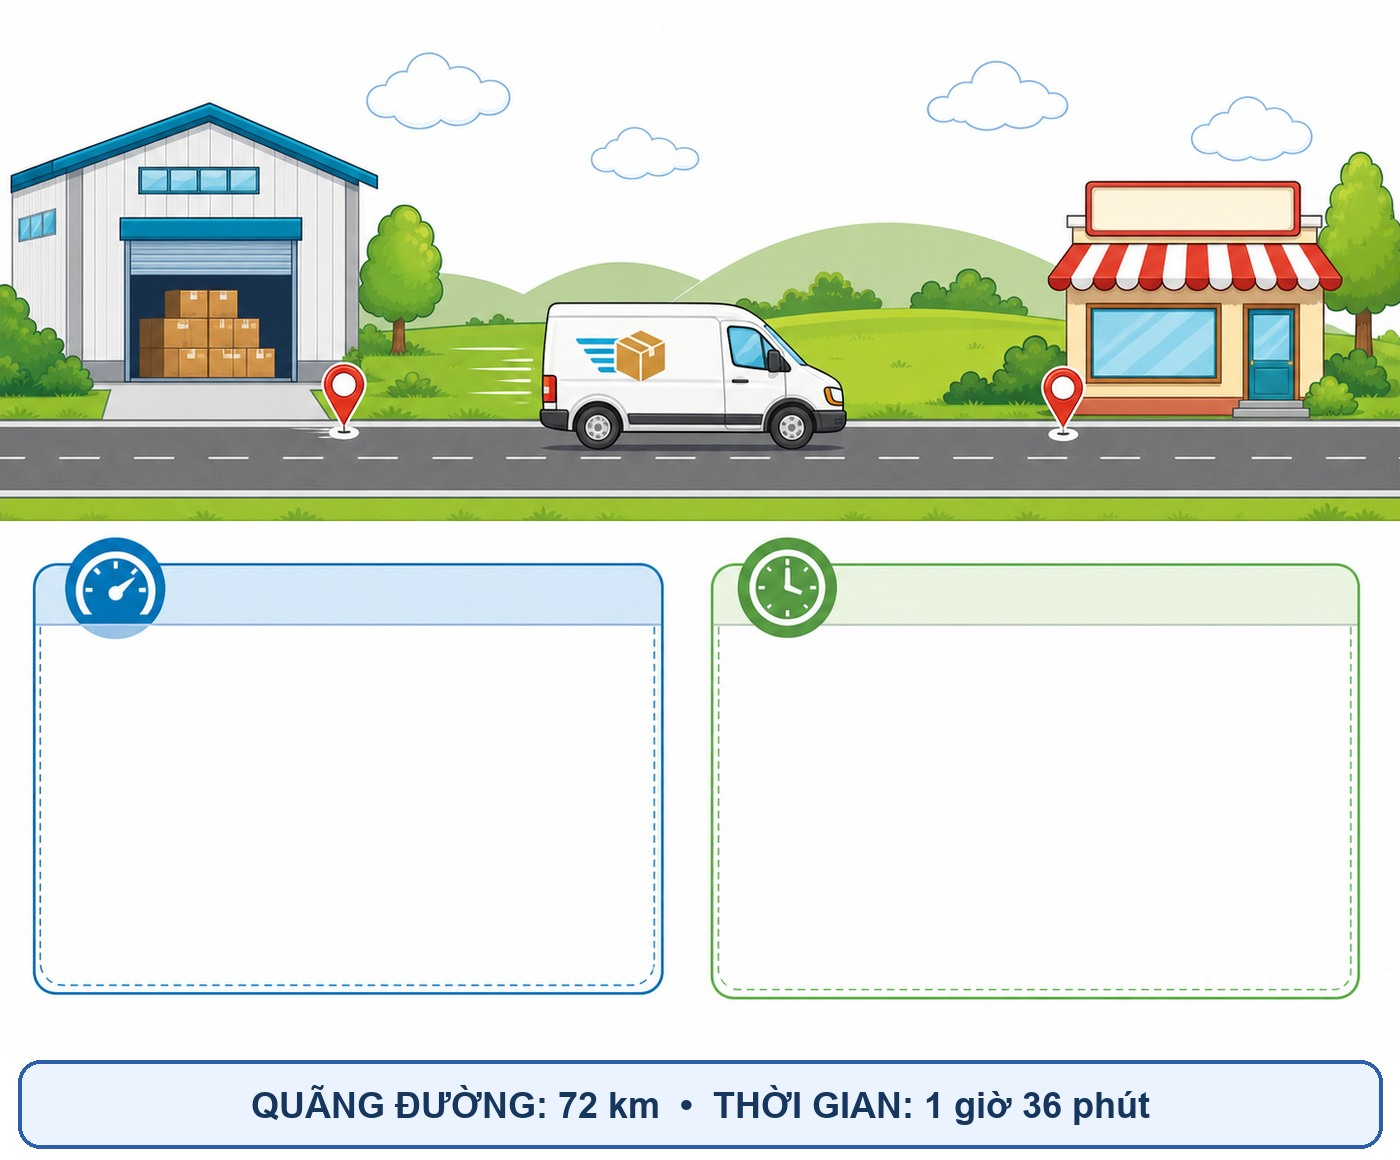 QUÃNG ĐƯỜNG: 72 km • THỜI GIAN: 1 giờ 36 phút